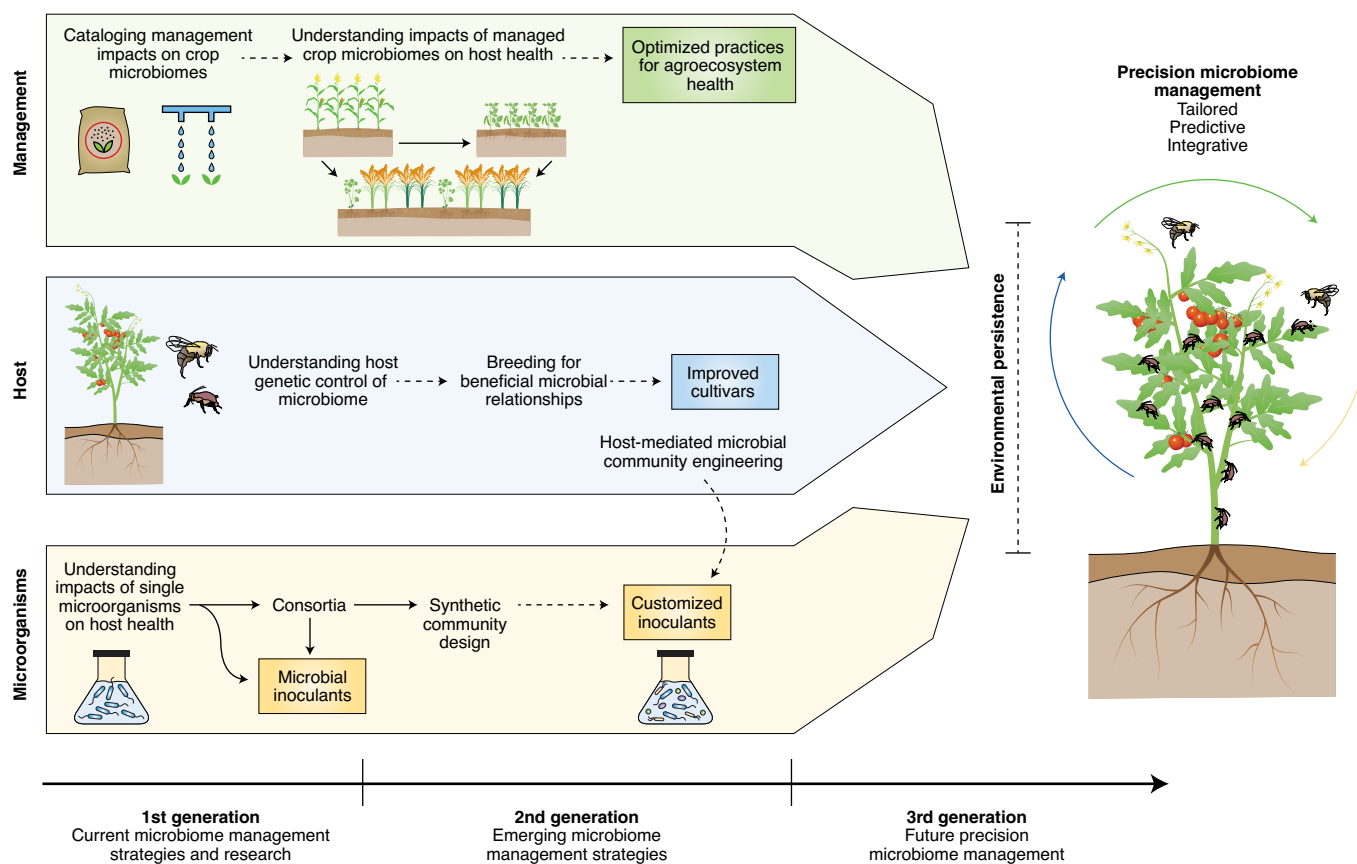 Management
Cataloging management
impacts on crop
microbiomes
Understanding impacts of managed
crop microbiomes on host health
Optimized practices
for agroecosystem
health
Host
Understanding host
genetic control of
microbiome
Breeding for
beneficial microbial
relationships
Improved
cultivars
Host-mediated microbial
community engineering
Microorganisms
Understanding
impacts of single
microorganisms
on host health
Consortia
Microbial
inoculants
Synthetic
community
design
Customized
inoculants
Environmental persistence
Precision microbiome
management
Tailored
Predictive
Integrative
1st generation
Current microbiome management
strategies and research
2nd generation
Emerging microbiome
management strategies
3rd generation
Future precision
microbiome management